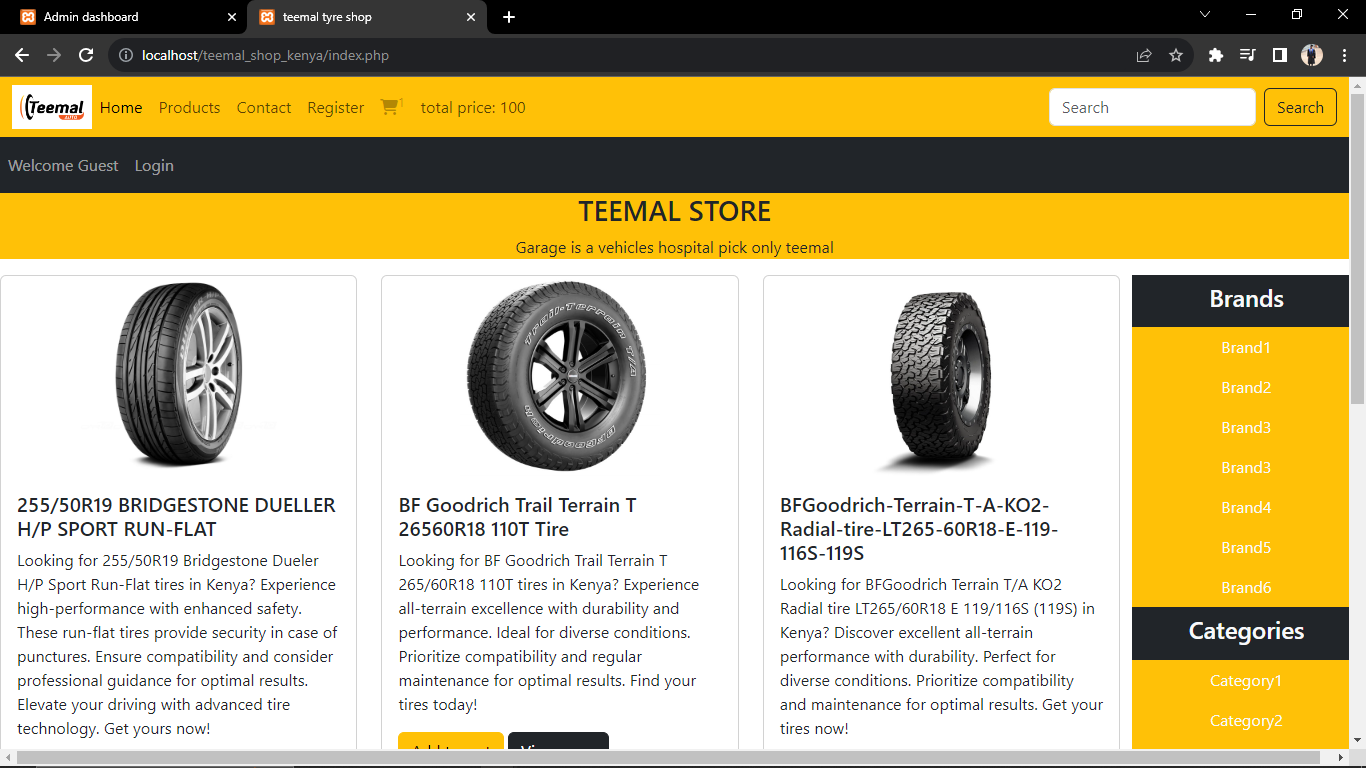 Admin dashboard
teemal tyre shop
localhost/teemal_shop_kenya/index.php
Teemal
AUTO
Home Products Contact Register 1 total price: 100
Search
Search
Welcome Guest Login
TEEMAL STORE
Garage is a vehicles hospital pick only teemal
255/50R19 BRIDGESTONE DUELLER
H/P SPORT RUN-FLAT
Looking for 255/50R19 Bridgestone Dueler
H/P Sport Run-Flat tires in Kenya? Experience
high-performance with enhanced safety.
These run-flat tires provide security in case of
punctures. Ensure compatibility and consider
professional guidance for optimal results.
Elevate your driving with advanced tire
technology. Get yours now!
Trail-Terrain T/A
BFGoodrich
BF Goodrich Trail Terrain T
26560R18 110T Tire
Looking for BF Goodrich Trail Terrain T
265/60R18 110T tires in Kenya? Experience
all-terrain excellence with durability and
performance. Ideal for diverse conditions.
Prioritize compatibility and regular
maintenance for optimal results. Find your
tires today!
BFGoodrich-Terrain-T-A-KO2-
Radial-tire-LT265-60R18-E-119-
116S-119S
Looking for BFGoodrich Terrain T/A KO2
Radial tire LT265/60R18 E 119/116S (119S) in
Kenya? Discover excellent all-terrain
performance with durability. Perfect for
diverse conditions. Prioritize compatibility
and maintenance for optimal results. Get your
tires now!
Brands
Brand1
Brand2
Brand3
Brand3
Brand4
Brand5
Brand6
Categories
Category1
Category2